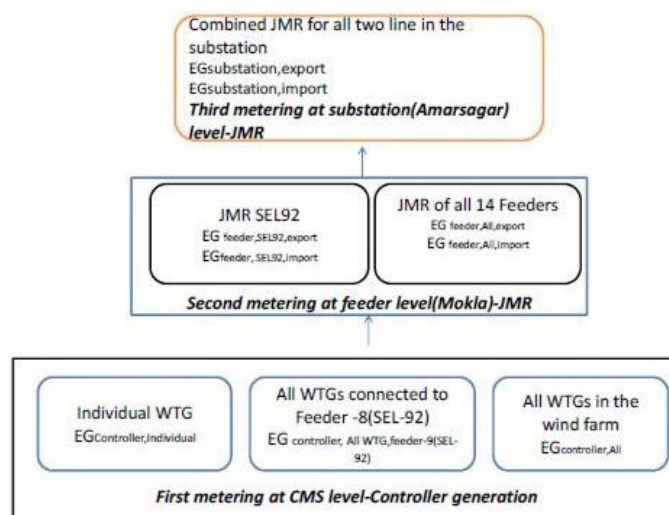 Combined JMR for all two line in the
substation
EGsubstation,export
EGsubstation,import
Third metering at substation(Amarsagar)
level-JMR
JMR SEL92
EG feeder,SEL92,export
EGfeeder, SEL92,import
JMR of all 14 Feeders
EG feeder,All,export
EG feeder,All,import
Second metering at feeder level(Mokla)-JMR
Individual WTG
EGController,Individual
All WTGs connected to
Feeder -8(SEL-92)
EG controller, All WTG,feeder-9(SEL-
92)
All WTGs in the
wind farm
EGcontroller,All
First metering at CMS level-Controller generation